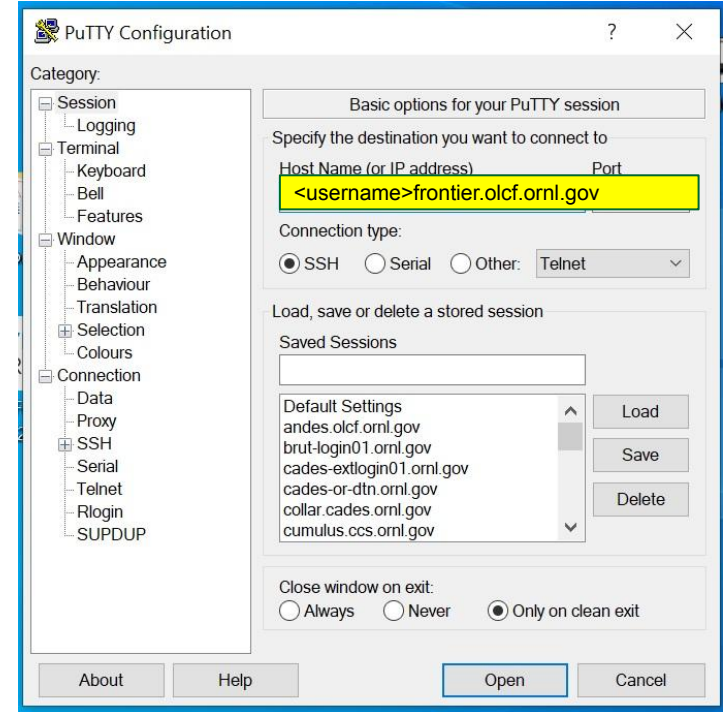 PuTTY Configuration
?
Category:
Session
Logging
Terminal
Keyboard
Bell
Features
Window
Appearance
Behaviour
Translation
Selection
Colours
Connection
Data
Proxy
SSH
Serial
Telnet
Rlogin
SUPDUP
Basic options for your PuTTY session
Specify the destination you want to connect to
Host Name (or IP address) Port
<username>frontier.olcf.ornl.gov
Connection type:
SSH Serial Other: Telnet
Load, save or delete a stored session
Saved Sessions
Default Settings
andes.olcf.ornl.gov
brut-login01.ornl.gov
cades-extlogin01.ornl.gov
cades-or-dtn.ornl.gov
collar.cades.ornl.gov
cumulus.ccs.ornl.gov
Load
Save
Delete
Close window on exit:
Always Never Only on clean exit
About Help Open Cancel